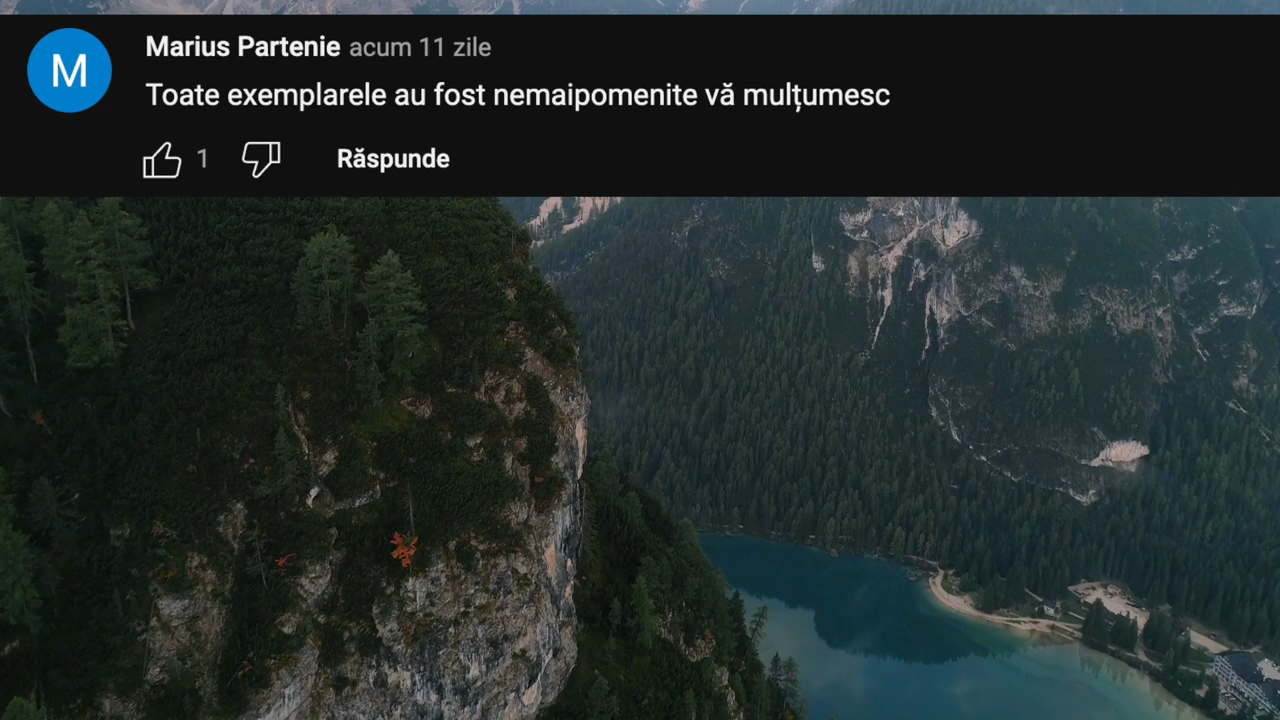 M
Marius Partenie acum 11 zile
Toate exemplarele au fost nemaipomenite vă mulțumesc
1
Răspunde